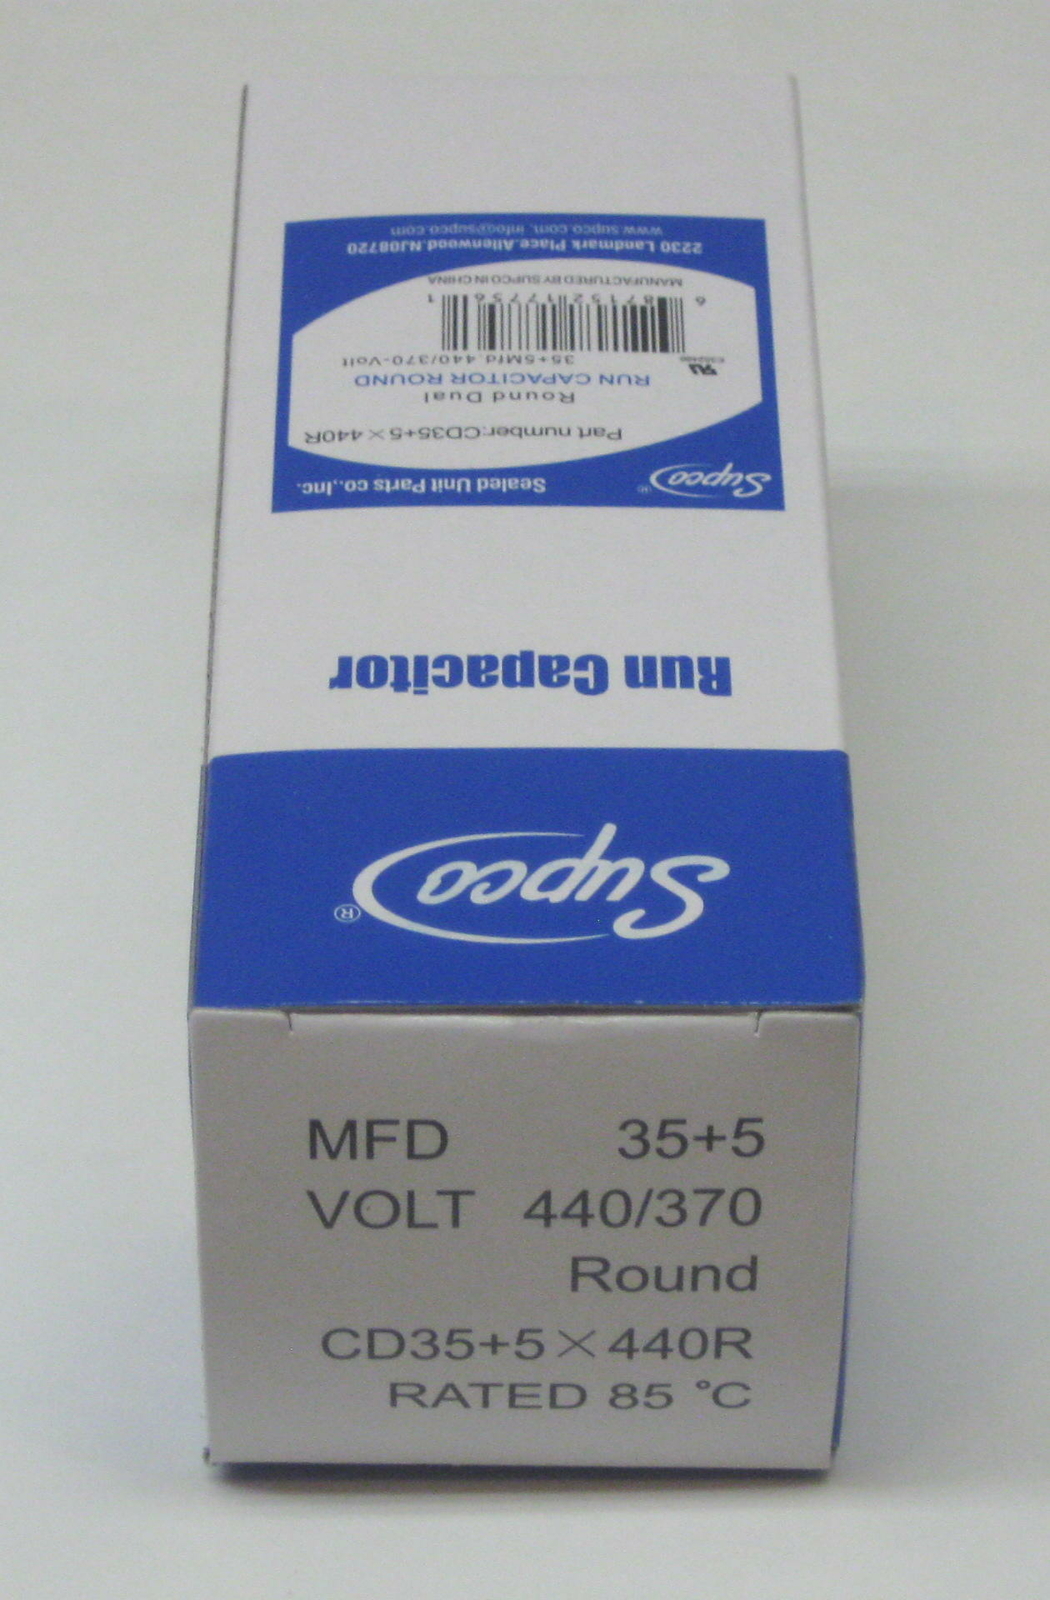 MFD 35+5
VOLT 440/370
Round
CD35+5×440R
RATED 85 °C
Supco®
Run Capacitor
Supco® Sealed Unit Parts co.,Inc.
Part number:CD35+5×440R
Round Dual
RUN CAPACITOR ROUND
35+5Mfd.440/370-Volt
MANUFACTURED BY SUPCO IN CHINA
2230 Landmark Place.Allenwood.NJ08720
www.supco.com, info@supco.com